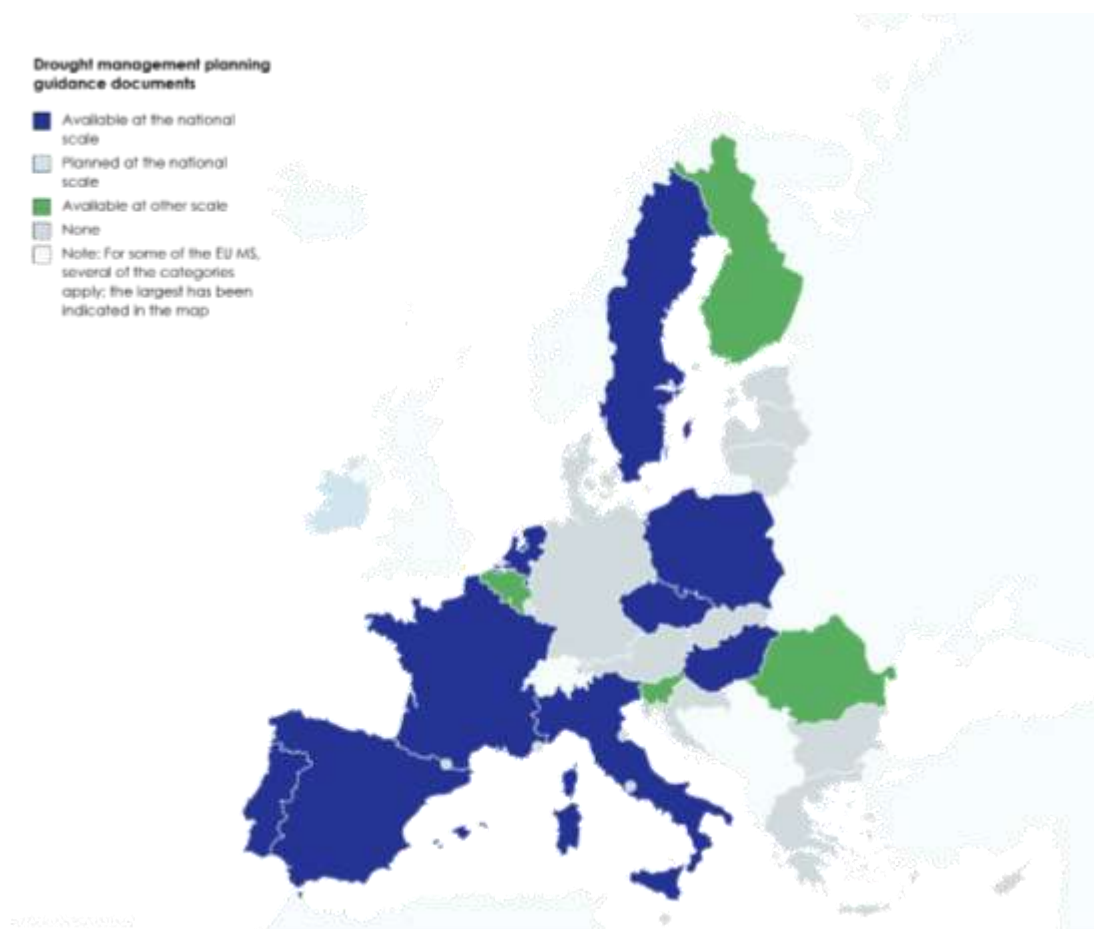 Drought management planning
guidance documents
Available at the national
scale
Planned at the national
scale
Available at other scale
None
Note: For some of the EU MS,
several of the categories
apply; the largest has been
indicated in the map